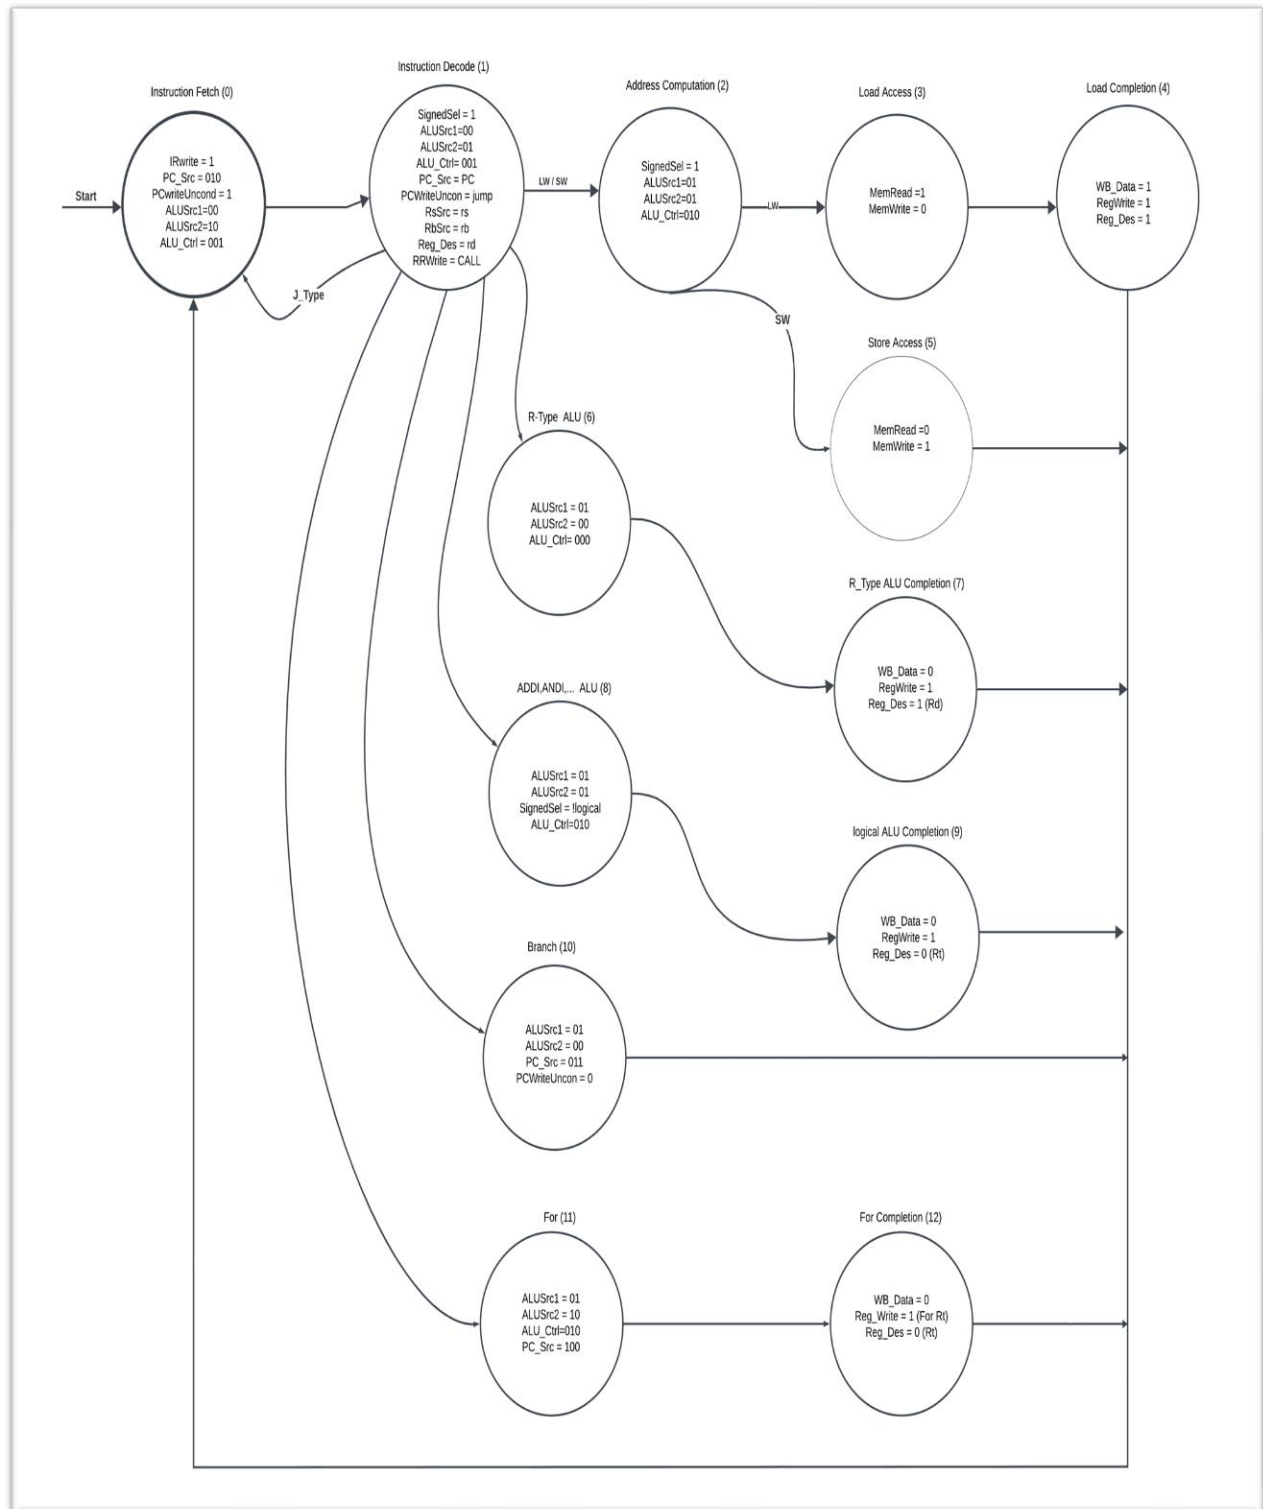 Instruction Fetch (0)
IRwrite = 1
PC_Src = 010
PCwriteUncond = 1
ALUSrc1=00
ALUSrc2=10
ALU_Ctrl = 001
Start
J_Type
Instruction Decode (1)
SignedSel = 1
ALUSrc1=00
ALUSrc2=01
ALU_Ctrl= 001
PC_Src = PC
PCWriteUncon = jump
RsSrc = rs
RbSrc = rb
Reg_Des = rd
RRWrite = CALL
LW / SW
Address Computation (2)
SignedSel = 1
ALUSrc1=01
ALUSrc2=01
ALU_Ctrl=010
LW
SW
Load Access (3)
MemRead =1
MemWrite = 0
Load Completion (4)
WB_Data = 1
RegWrite = 1
Reg_Des = 1
Store Access (5)
MemRead =0
MemWrite = 1
R-Type ALU (6)
ALUSrc1 = 01
ALUSrc2 = 00
ALU_Ctrl= 000
R_Type ALU Completion (7)
WB_Data = 0
RegWrite = 1
Reg_Des = 1 (Rd)
ADDI,ANDI,... ALU (8)
ALUSrc1 = 01
ALUSrc2 = 01
SignedSel = !logical
ALU_Ctrl=010
logical ALU Completion (9)
WB_Data = 0
RegWrite = 1
Reg_Des = 0 (Rt)
Branch (10)
ALUSrc1 = 01
ALUSrc2 = 00
PC_Src = 011
PCWriteUncon = 0
For (11)
ALUSrc1 = 01
ALUSrc2 = 10
ALU_Ctrl=010
PC_Src = 100
For Completion (12)
WB_Data = 0
Reg_Write = 1 (For Rt)
Reg_Des = 0 (Rt)